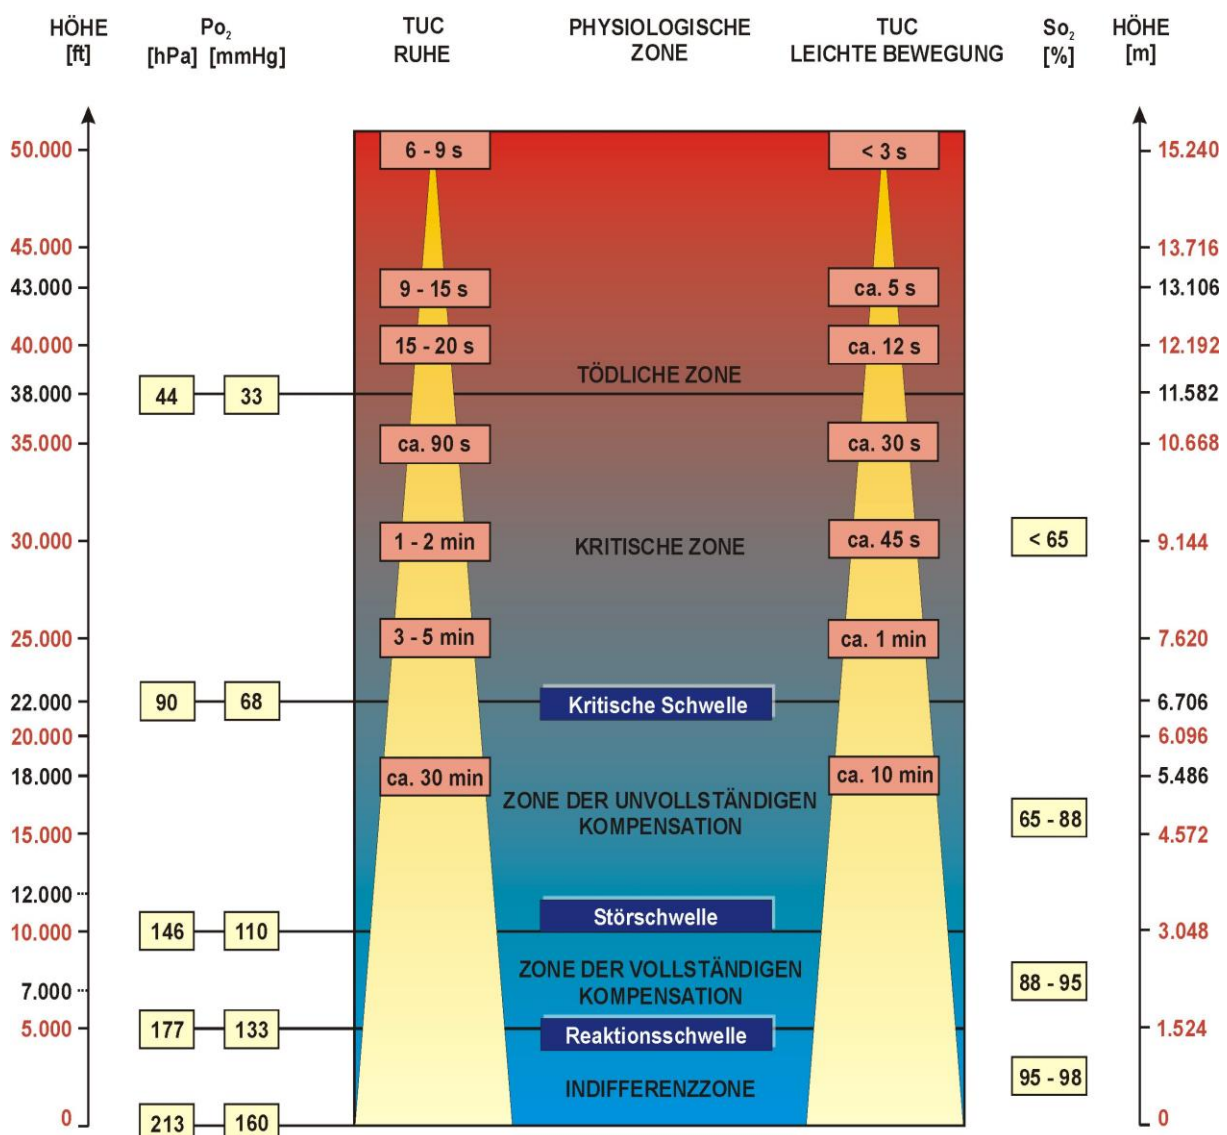 HÖHE Po₂ TUC PHYSIOLOGISCHE TUC So₂ HÖHE
[ft] [hPa] [mmHg] RUHE ZONE LEICHTE BEWEGUNG [%] [m]
50.000 6 - 9 s < 3 s 15.240
45.000 13.716
43.000 9 - 15 s ca. 5 s 13.106
40.000 15 - 20 s ca. 12 s 12.192
TÖDLICHE ZONE
38.000 44 33 11.582
35.000 ca. 90 s ca. 30 s 10.668
30.000 1 - 2 min KRITISCHE ZONE ca. 45 s < 65 9.144
25.000 3 - 5 min ca. 1 min 7.620
22.000 90 68 Kritische Schwelle 6.706
20.000 6.096
18.000 ca. 30 min ca. 10 min 5.486
ZONE DER UNVOLLSTÄNDIGEN
KOMPENSATION 65 - 88
15.000 4.572
12.000
Störschwelle
10.000 146 110 3.048
ZONE DER VOLLSTÄNDIGEN
KOMPENSATION 88 - 95
7.000
5.000 177 133 Reaktionsschwelle 1.524
INDIFFERENZZONE 95 - 98
0 213 160 0